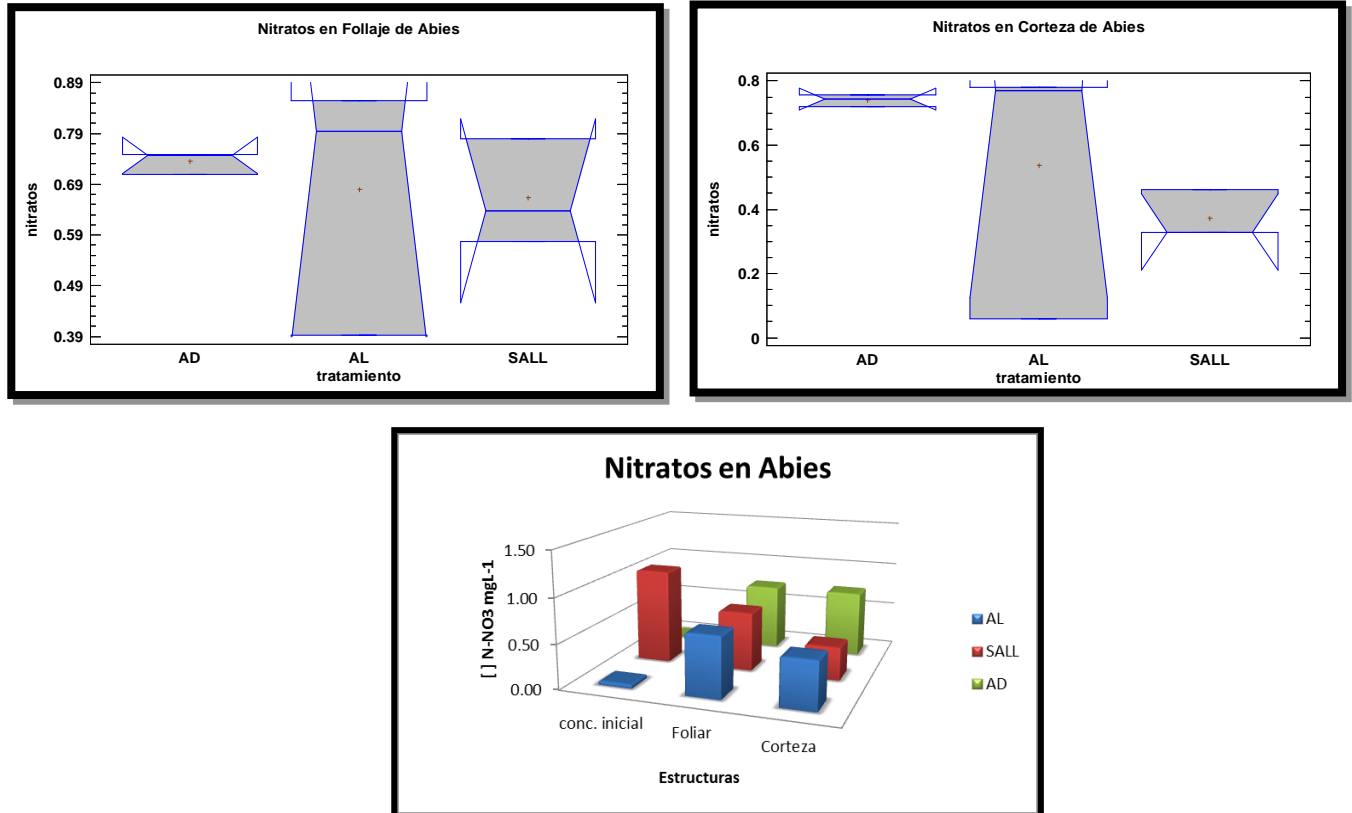 Nitratos en Follaje de Abies
nitratos
0.89
0.79
0.69
0.59
0.49
0.39
AD AL SALL
tratamiento
Nitratos en Corteza de Abies
nitratos
0.8
0.6
0.4
0.2
0
AD AL SALL
tratamiento
Nitratos en Abies
[ ] N-NO3 mgL-1
1.50
1.00
0.50
0.00
conc. inicial
Foliar
Corteza
Estructuras
AL
SALL
AD